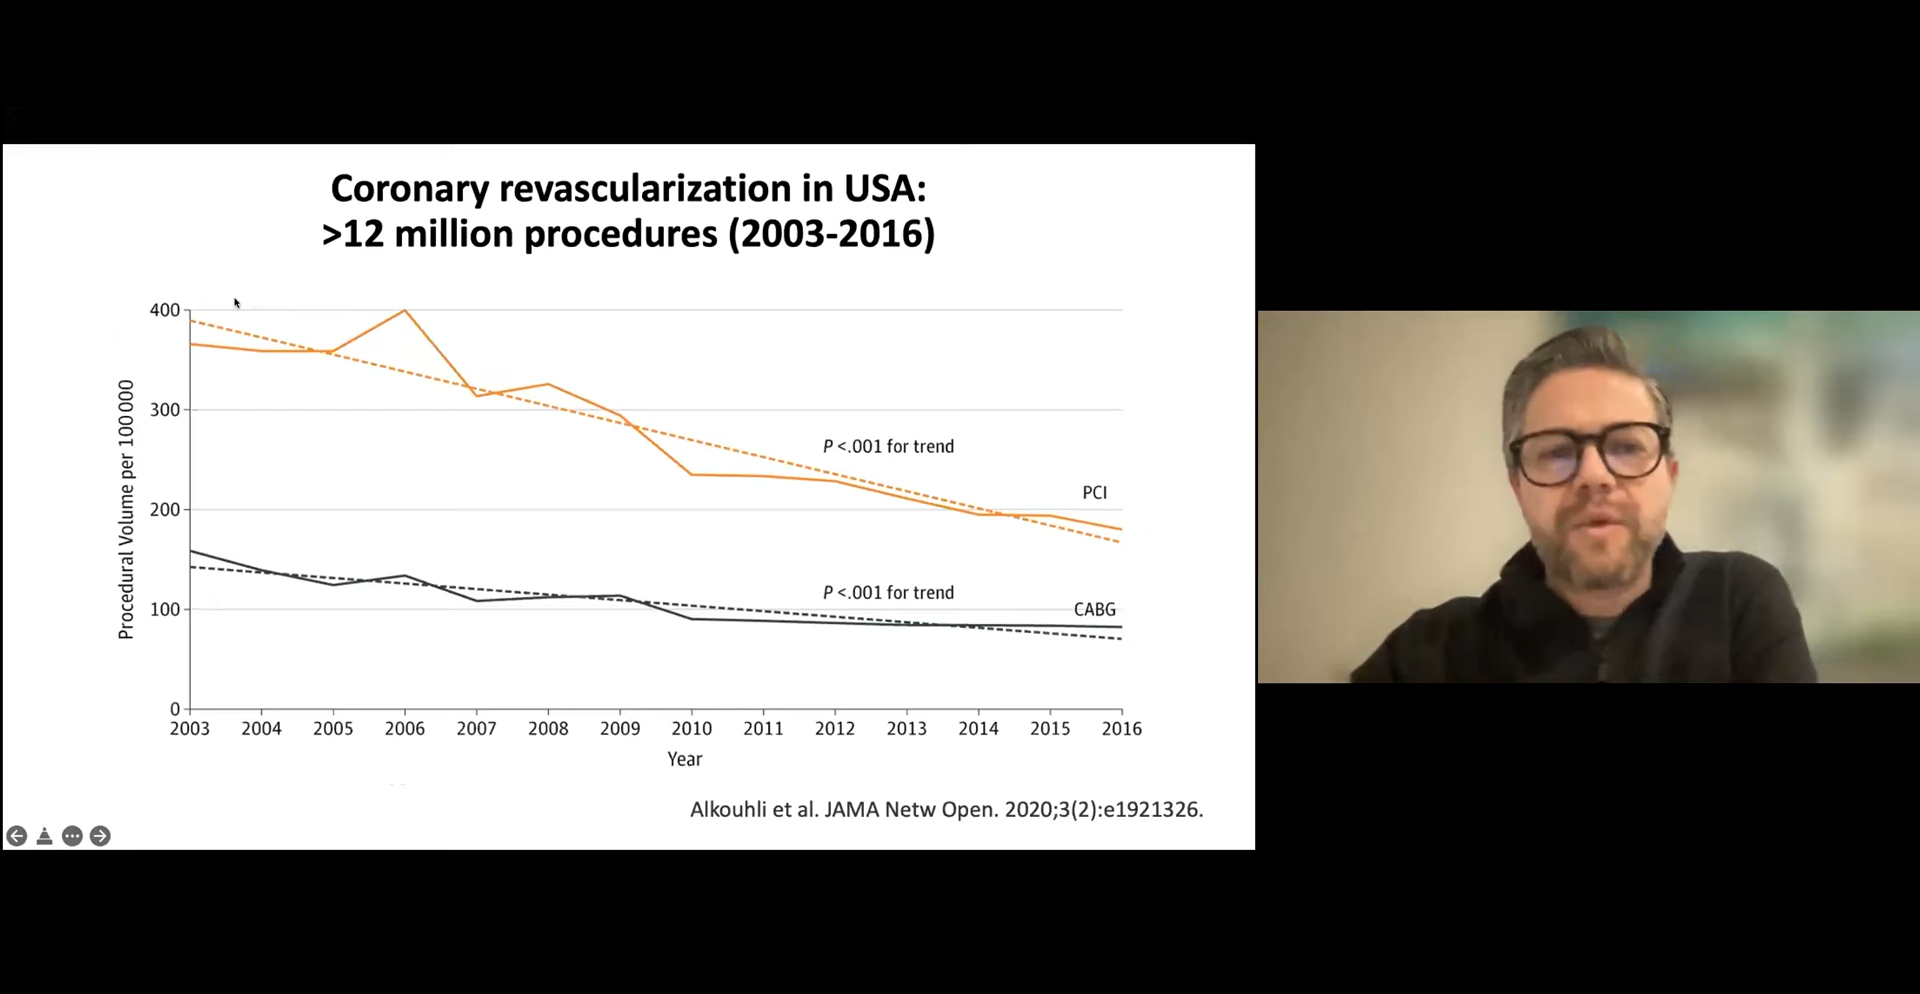 Coronary revascularization in USA:
>12 million procedures (2003-2016)
400
300
200
100
0
Procedural Volume per 100 000
P <.001 for trend
PCI
P <.001 for trend
CABG
2003 2004 2005 2006 2007 2008 2009 2010 2011 2012 2013 2014 2015 2016
Year
Alkouhli et al. JAMA Netw Open. 2020;3(2):e1921326.